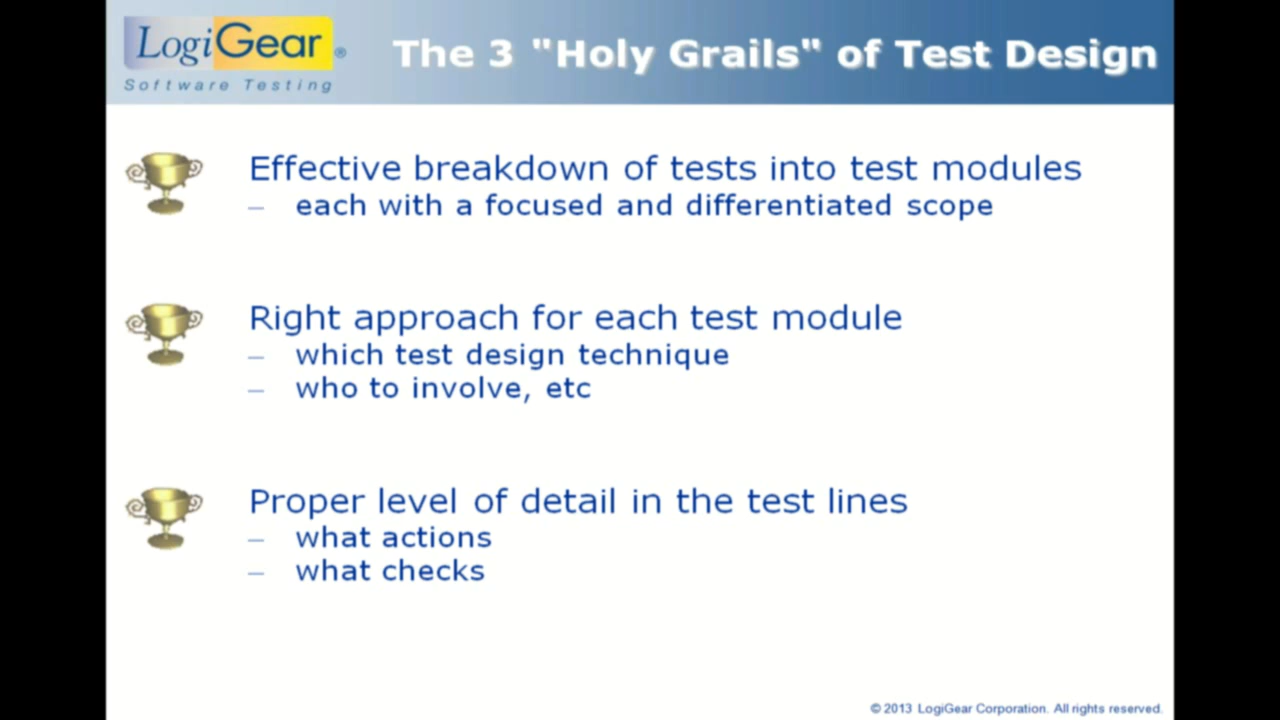 LogiGear®
Software Testing
The 3 "Holy Grails" of Test Design
Effective breakdown of tests into test modules
– each with a focused and differentiated scope
Right approach for each test module
– which test design technique
– who to involve, etc
Proper level of detail in the test lines
– what actions
– what checks
© 2013 LogiGear Corporation. All rights reserved.